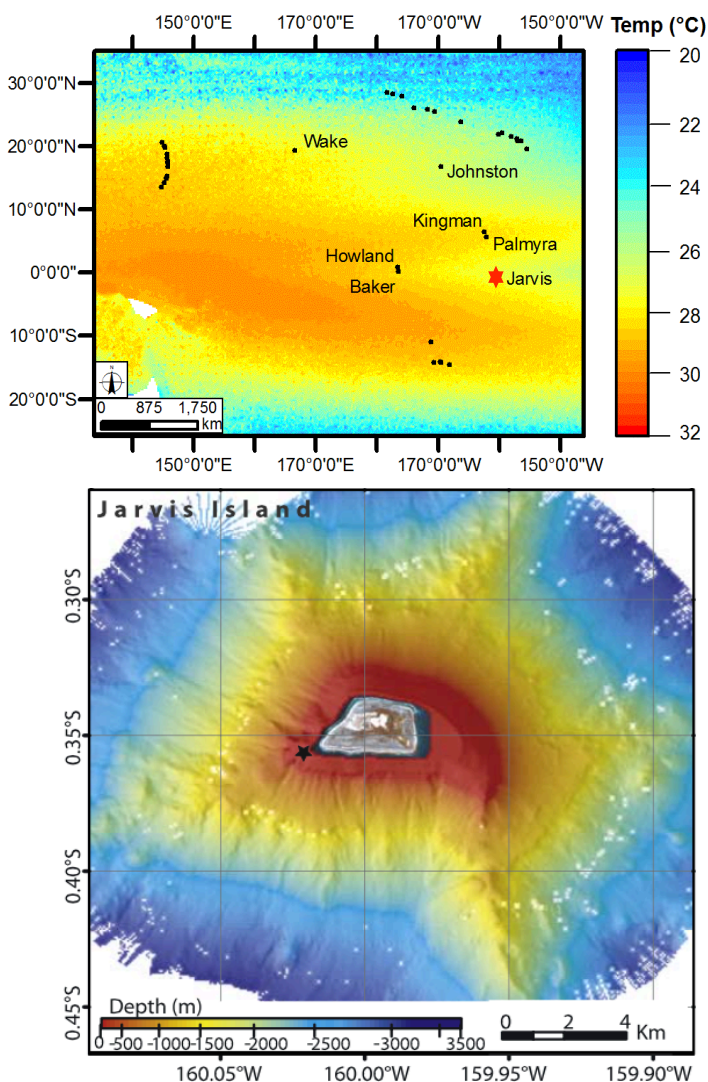 150°0'0"E 170°0'0"E 170°0'0"W 150°0'0"W Temp (°C)
30°0'0"N
20°0'0"N
10°0'0"N
0°0'0"
10°0'0"S
20°0'0"S
Wake
Johnston
Kingman
Palmyra
Howland
Baker
Jarvis
N
0 875 1,750
km
20
22
24
26
28
30
32
150°0'0"E 170°0'0"E 170°0'0"W 150°0'0"W
Jarvis Island
0.30°S
0.35°S
0.40°S
0.45°S
Depth (m)
0 -500 -1000 -1500 -2000 -2500 -3000 3500
0 2 4
Km
160.05°W 160.00°W 159.95°W 159.90°W